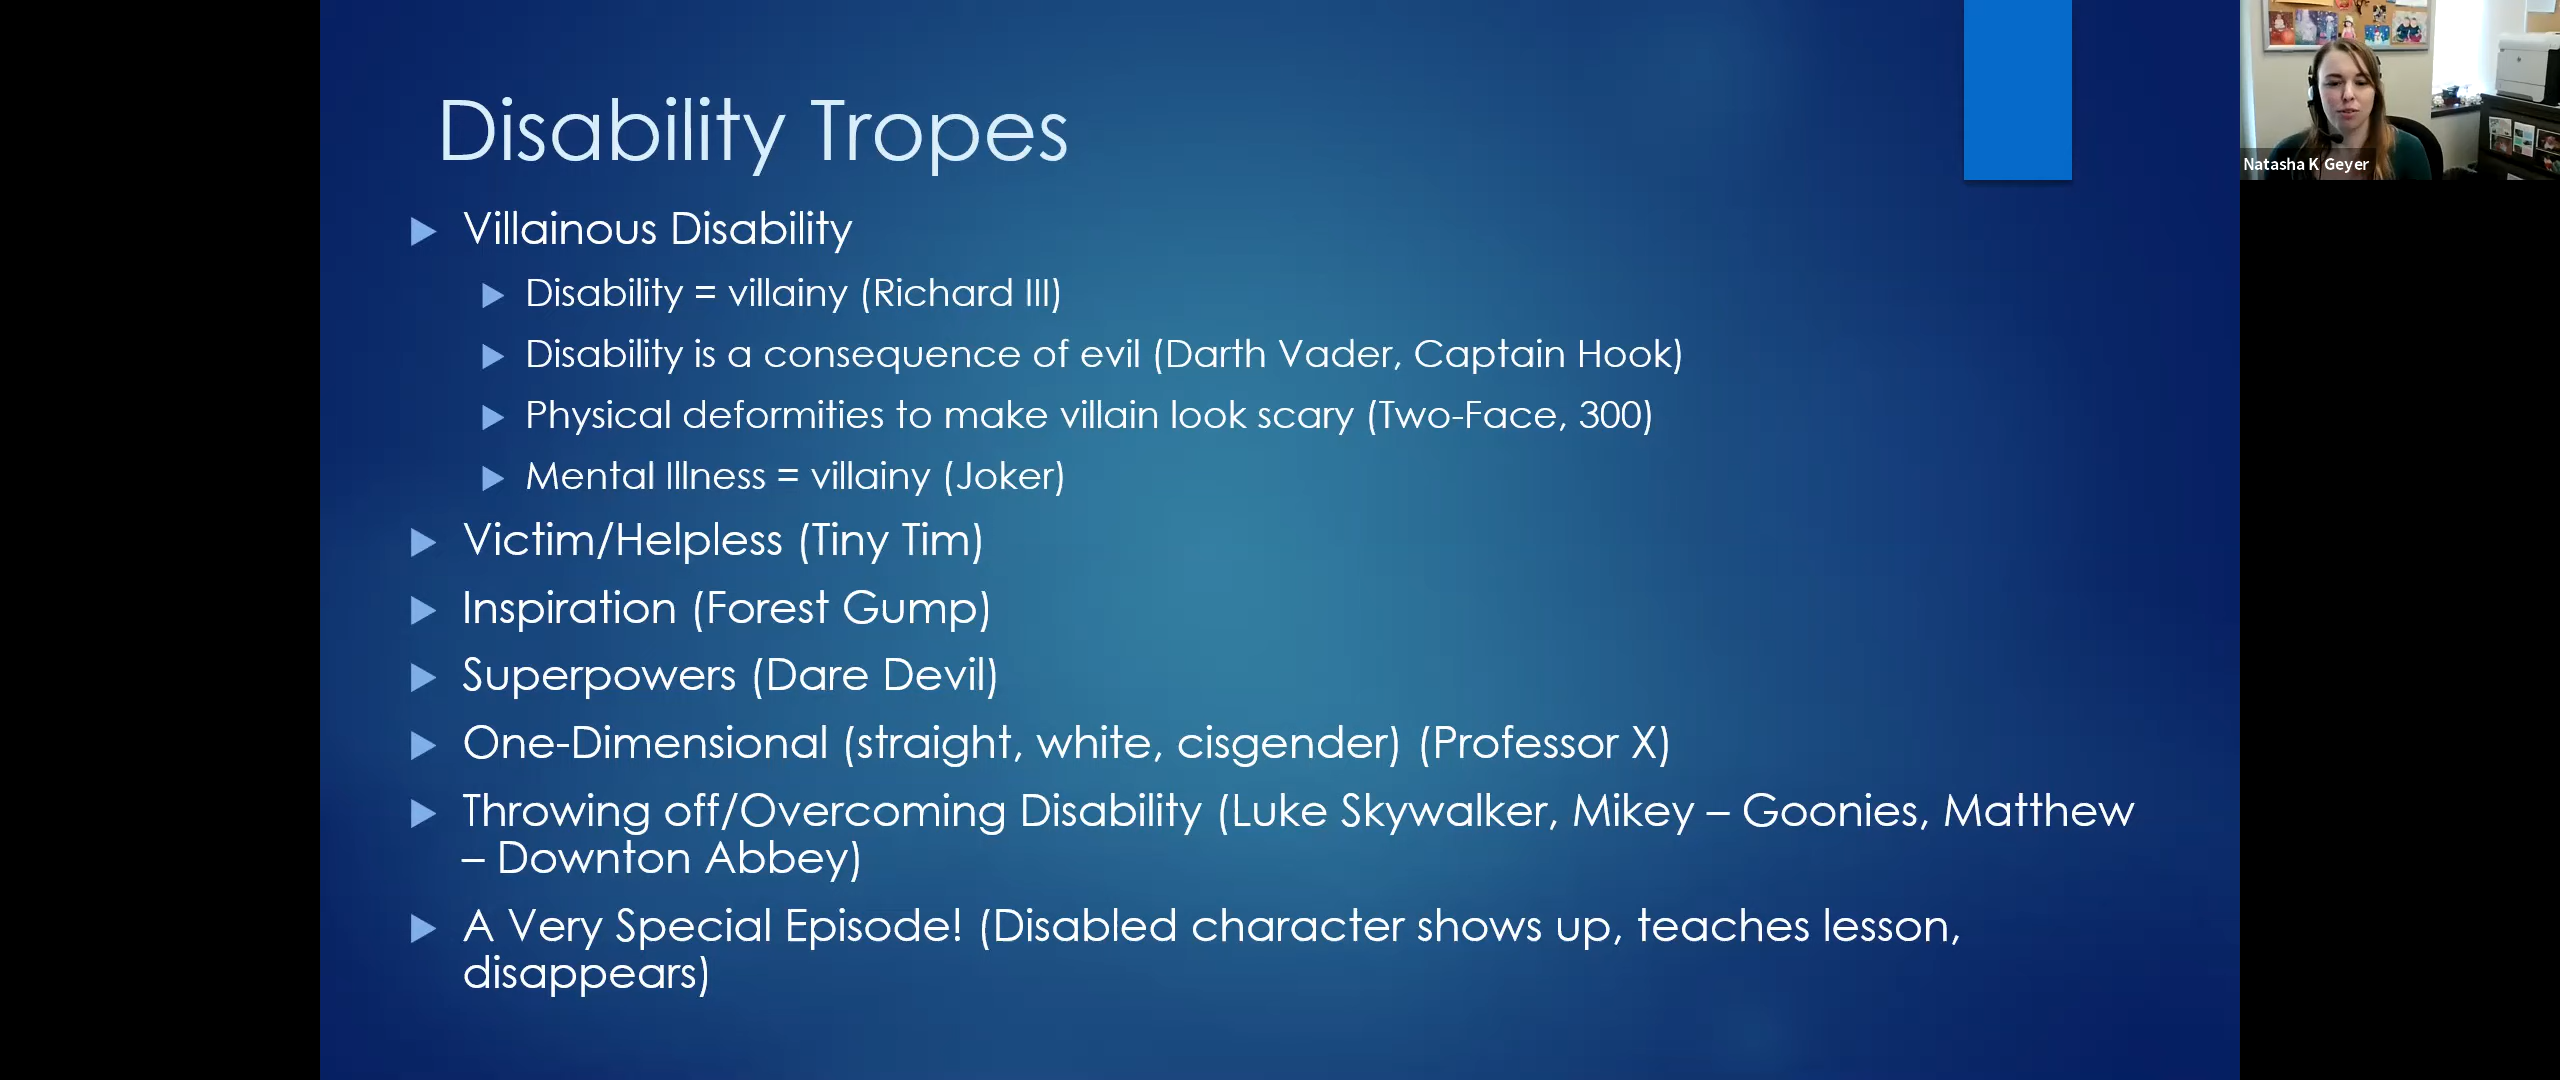 Disability Tropes
Villainous Disability
Disability = villainy (Richard III)
Disability is a consequence of evil (Darth Vader, Captain Hook)
Physical deformities to make villain look scary (Two-Face, 300)
Mental Illness = villainy (Joker)
Victim/Helpless (Tiny Tim)
Inspiration (Forest Gump)
Superpowers (Dare Devil)
One-Dimensional (straight, white, cisgender) (Professor X)
Throwing off/Overcoming Disability (Luke Skywalker, Mikey – Goonies, Matthew
– Downton Abbey)
A Very Special Episode! (Disabled character shows up, teaches lesson,
disappears)
Natasha K Geyer